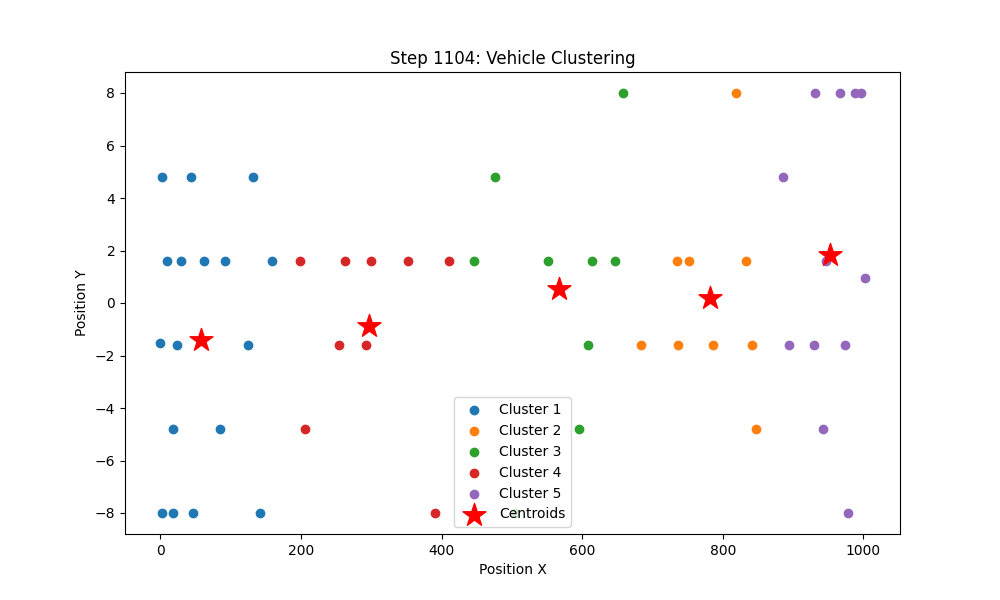 Step 1104: Vehicle Clustering
Position Y
8
6
4
2
0
−2
−4
−6
−8
Cluster 1
Cluster 2
Cluster 3
Cluster 4
Cluster 5
Centroids
0
200
400
600
800
1000
Position X